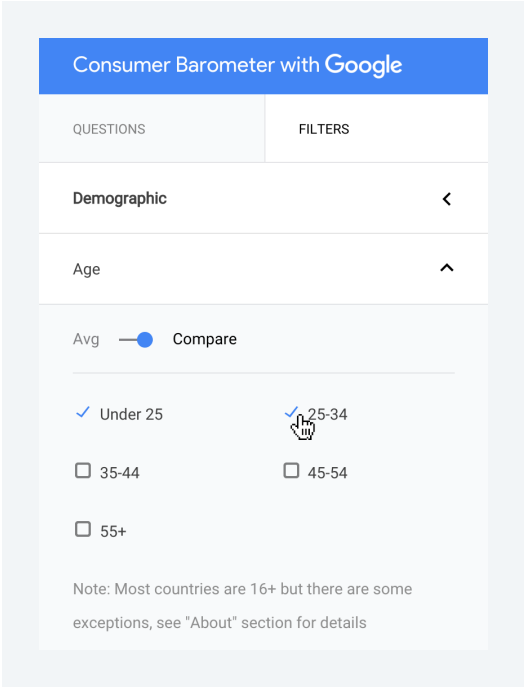 Consumer Barometer with Google
QUESTIONS
FILTERS
Demographic
Age
Avg Compare
Under 25
25-34
35-44
45-54
55+
Note: Most countries are 16+ but there are some
exceptions, see "About" section for details